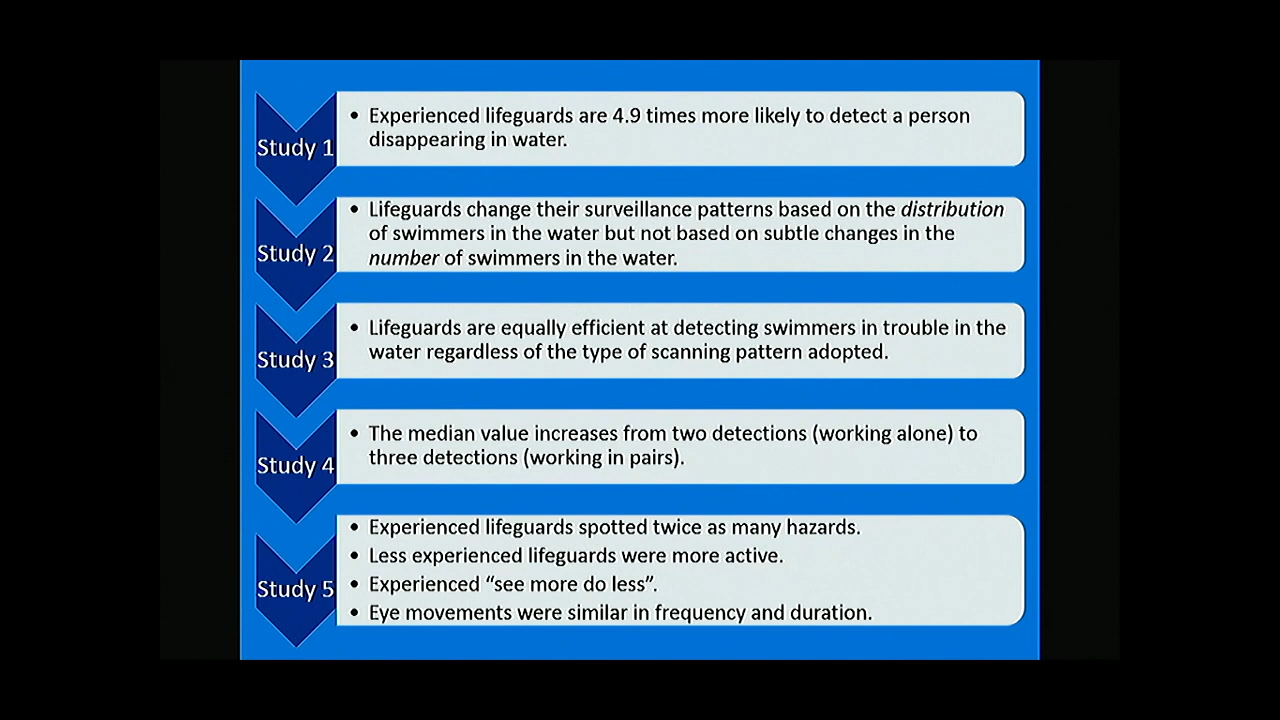 Study 1
• Experienced lifeguards are 4.9 times more likely to detect a person
disappearing in water.
Study 2
• Lifeguards change their surveillance patterns based on the distribution
of swimmers in the water but not based on subtle changes in the
number of swimmers in the water.
Study 3
• Lifeguards are equally efficient at detecting swimmers in trouble in the
water regardless of the type of scanning pattern adopted.
Study 4
• The median value increases from two detections (working alone) to
three detections (working in pairs).
Study 5
• Experienced lifeguards spotted twice as many hazards.
• Less experienced lifeguards were more active.
• Experienced “see more do less”.
• Eye movements were similar in frequency and duration.